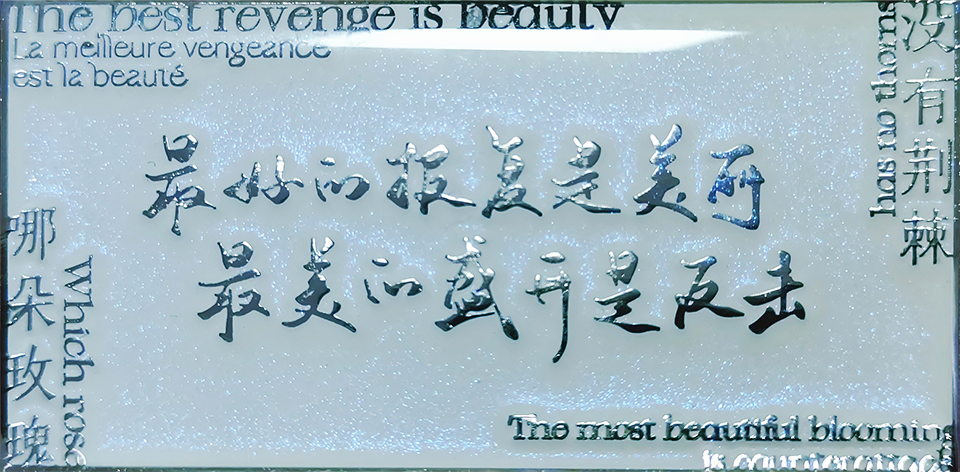 The best revenge is beauty
La meilleure vengeance
est la beauté
没有荆棘
has no thorns
最好的报复是美丽
最美的盛开是反击
哪朵玫瑰
Which rose
The most beautiful blooming
is